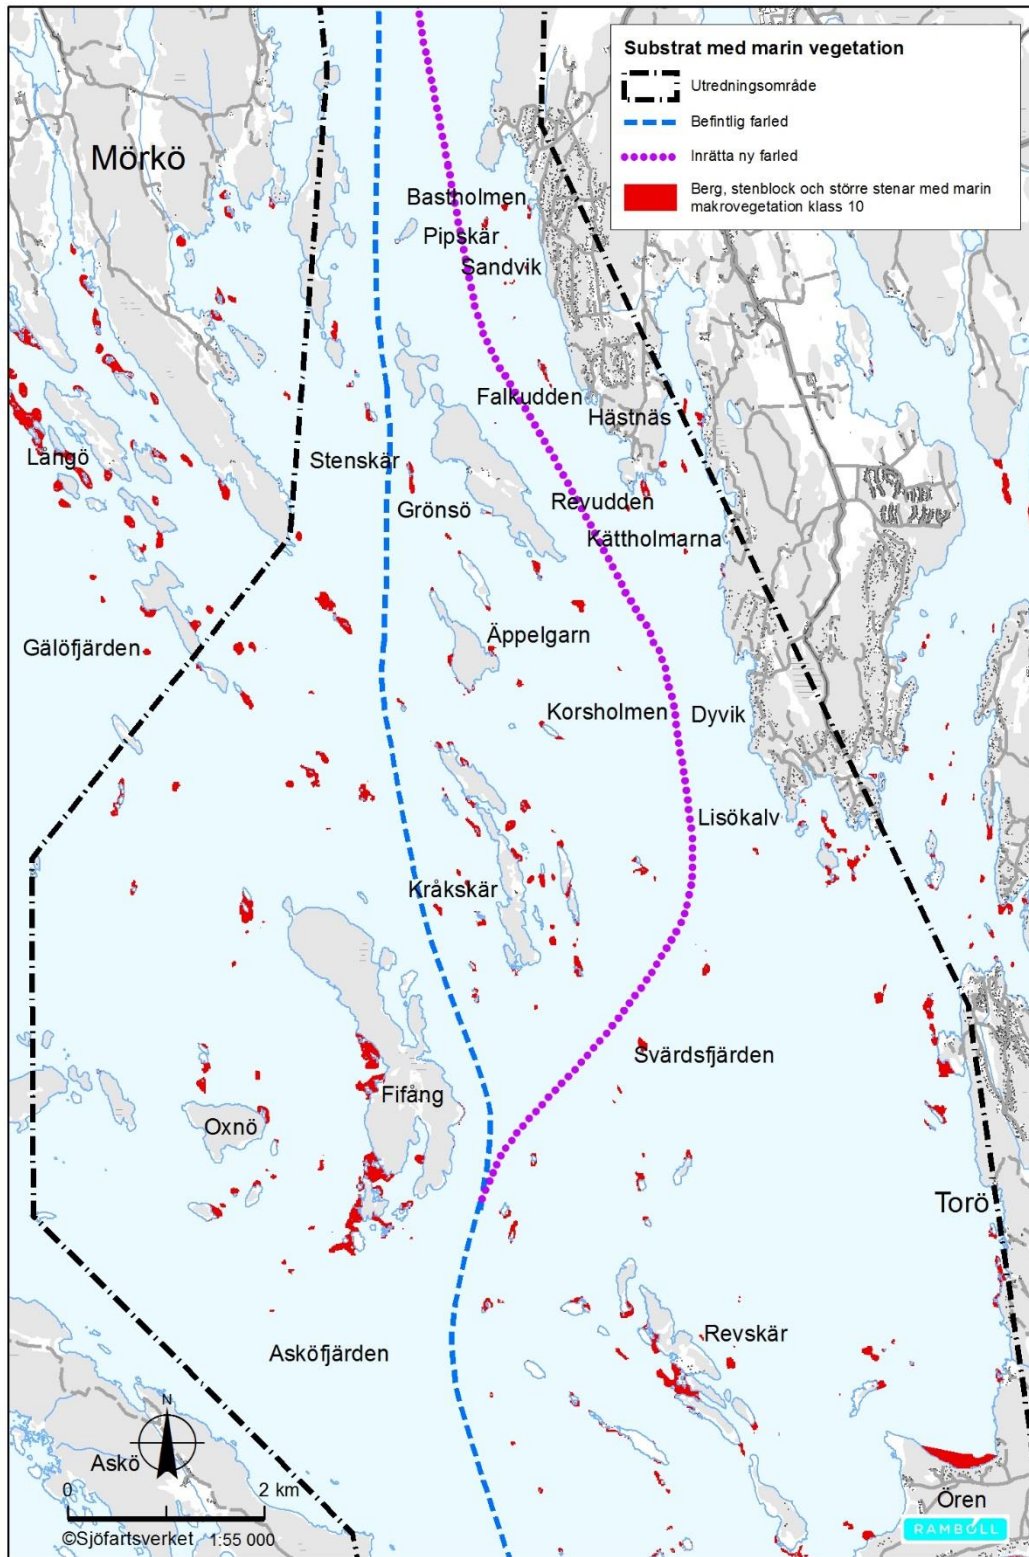 Substrat med marin vegetation
Utredningsområde
Befintlig farled
Inrätta ny farled
Berg, stenblock och större stenar med marin
makrovegetation klass 10
Mörkö
Bastholmen
Pipskär
Sandvik
Falkudden
Hästnäs
Långö
Stenskär
Grönsö
Revudden
Kättholmarna
Gälöfjärden
Äppelgarn
Korsholmen
Dyvik
Lisökalv
Kråkskär
Svärdsfjärden
Fifång
Oxnö
Torö
Revskär
Asköfjärden
N
Askö
0 2 km
Ören
©Sjöfartsverket 1:55 000
RAMBOLL